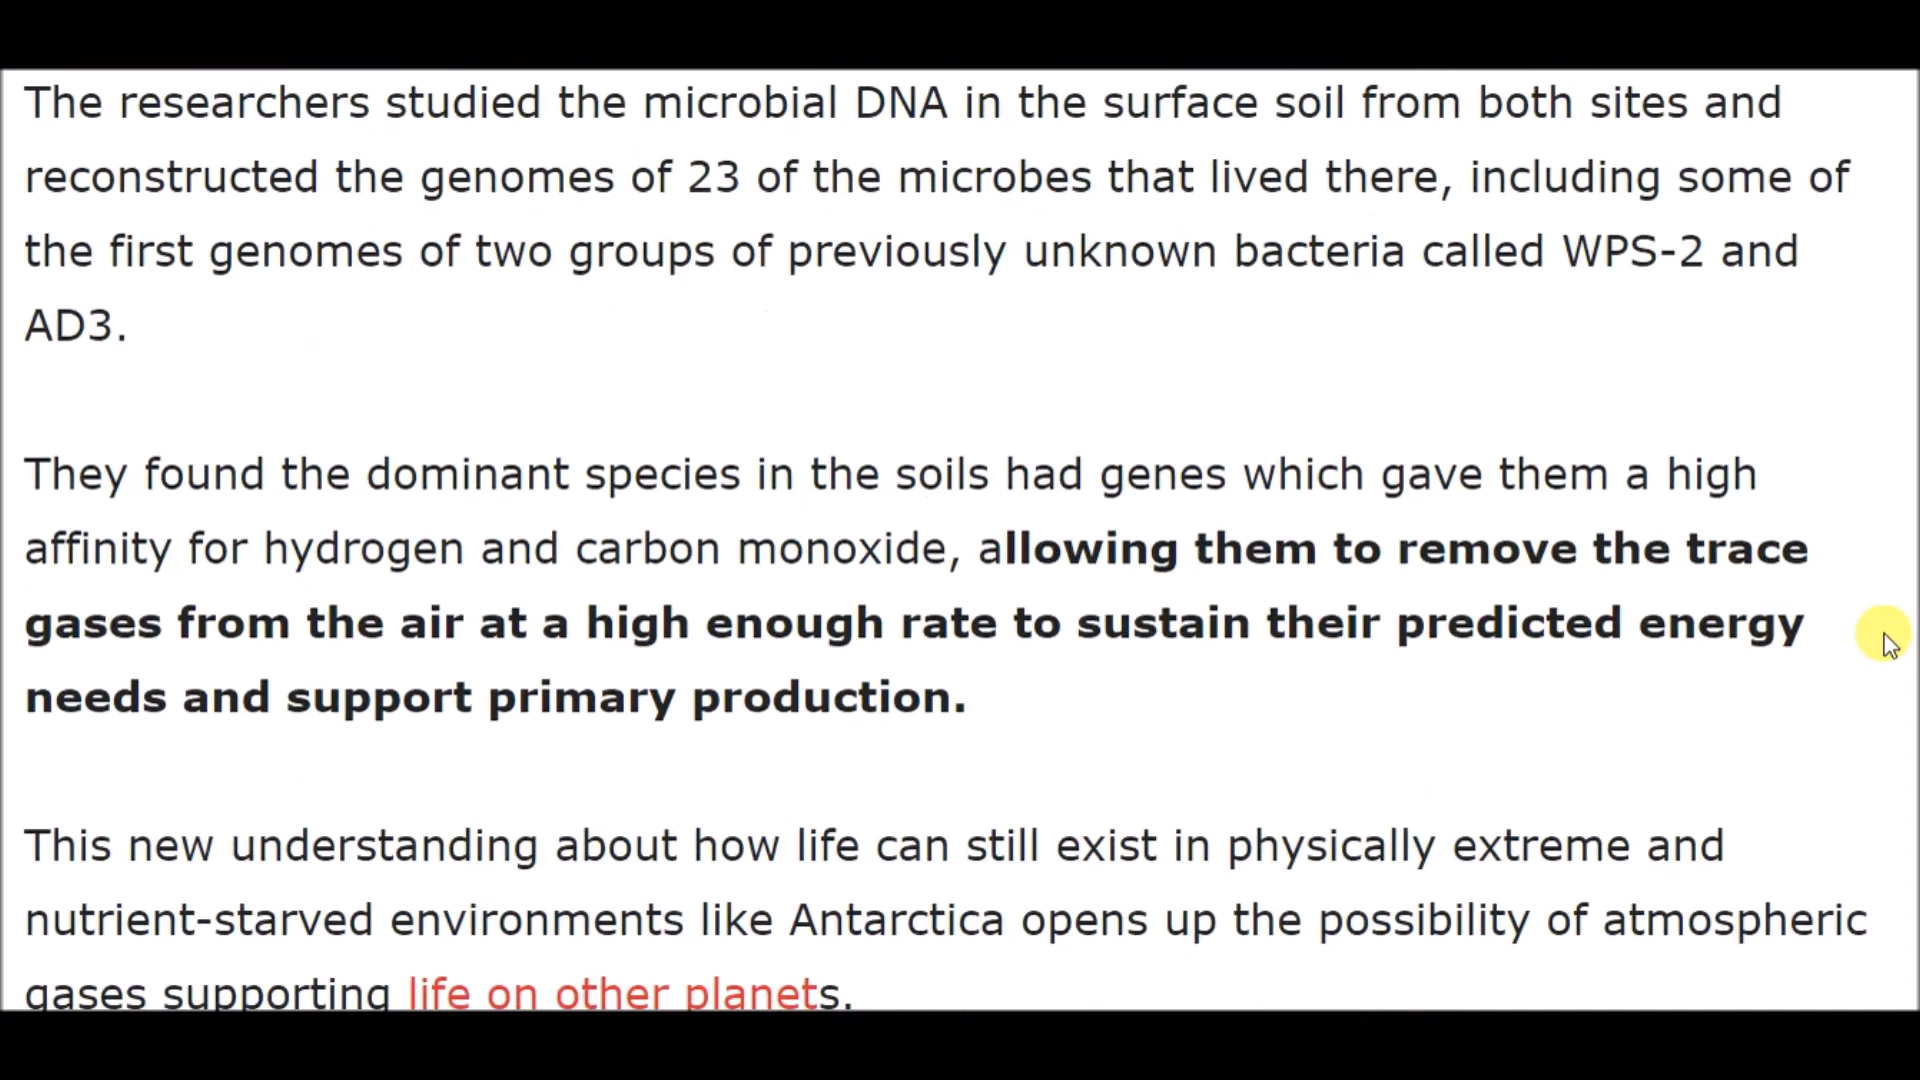 The researchers studied the microbial DNA in the surface soil from both sites and
reconstructed the genomes of 23 of the microbes that lived there, including some of
the first genomes of two groups of previously unknown bacteria called WPS-2 and
AD3.
They found the dominant species in the soils had genes which gave them a high
affinity for hydrogen and carbon monoxide, allowing them to remove the trace
gases from the air at a high enough rate to sustain their predicted energy
needs and support primary production.
This new understanding about how life can still exist in physically extreme and
nutrient-starved environments like Antarctica opens up the possibility of atmospheric
gases supporting life on other planets.